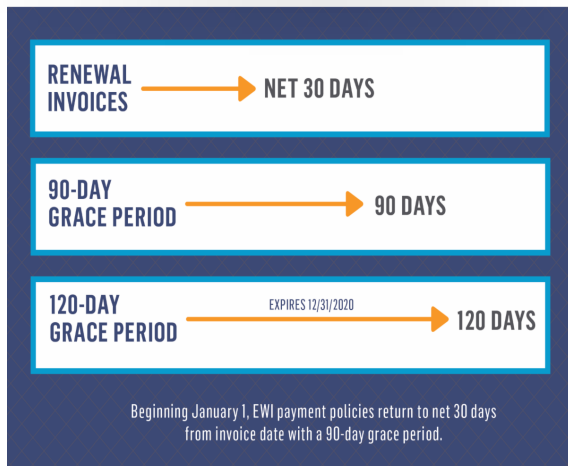 RENEWAL
INVOICES
NET 30 DAYS
90-DAY
GRACE PERIOD
90 DAYS
120-DAY
GRACE PERIOD
EXPIRES 12/31/2020
120 DAYS
Beginning January 1, EWI payment policies return to net 30 days
from invoice date with a 90-day grace period.